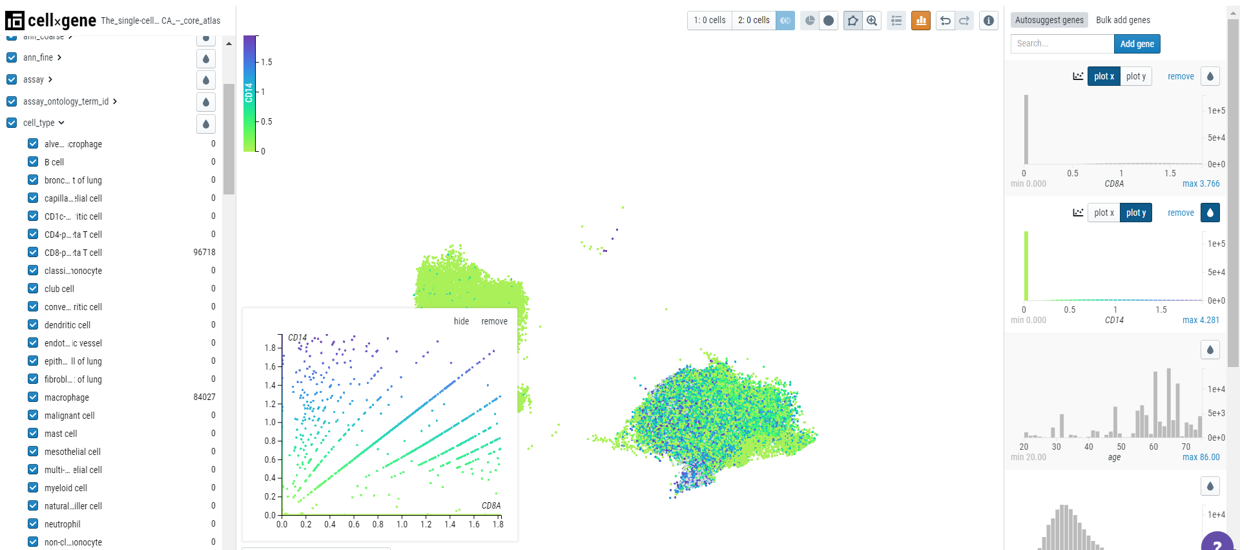 cellxgene The_single-cell... CA_--_core_atlas
1: 0 cells 2: 0 cells
Autosuggest genes Bulk add genes
Search... Add gene
ann_coarse
ann_fine
assay
assay_ontology_term_id
cell_type
alve... crophage 0
B cell 0
bronc... t of lung 0
capilla... elial cell 0
CD1c-... itic cell 0
CD4-p... ta T cell 0
CD8-p... ta T cell 96718
classi... onocyte 0
club cell 0
conve... ritic cell 0
dendritic cell 0
endot... ic vessel 0
epith... ll of lung 0
fibrobl... of lung 0
macrophage 84027
malignant cell 0
mast cell 0
mesothelial cell 0
multi-... elial cell 0
myeloid cell 0
natural... iller cell 0
neutrophil 0
non-cl... onocyte 0
CD14
1.5
1
0.5
0
hide remove
CD14
1.8
1.6
1.4
1.2
1.0
0.8
0.6
0.4
0.2
0.0
CD8A
0.0 0.2 0.4 0.6 0.8 1.0 1.2 1.4 1.6 1.8
plot x plot y remove
1e+5
5e+4
0e+0
0 0.5 1 1.5
min 0.000 CD8A max 3.766
plot x plot y remove
1e+5
5e+4
0e+0
0 0.5 1 1.5
min 0.000 CD14 max 4.281
1e+4
5e+3
0e+0
20 30 40 50 60 70
min 20.00 age max 86.00
1e+4
?